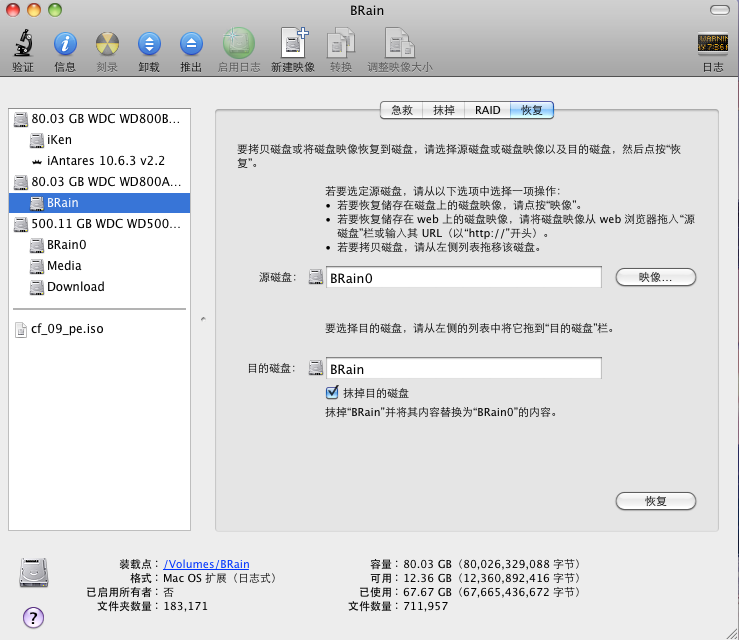 BRain
验证
信息
刻录
卸载
推出
启用日志
新建映像
转换
调整映像大小
日志
80.03 GB WDC WD800B...
iKen
iAntares 10.6.3 v2.2
80.03 GB WDC WD800A...
BRain
500.11 GB WDC WD500...
BRain0
Media
Download
cf_09_pe.iso
急救
抹掉
RAID
恢复
要拷贝磁盘或将磁盘映像恢复到磁盘，请选择源磁盘或磁盘映像以及目的磁盘，然后点按“恢
复”。
若要选定源磁盘，请从以下选项中选择一项操作：
• 若要恢复储存在磁盘上的磁盘映像，请点按“映像”。
• 若要恢复储存在 web 上的磁盘映像，请将磁盘映像从 web 浏览器拖入“源
磁盘”栏或输入其 URL（以“http://”开头）。
• 若要拷贝磁盘，请从左侧列表拖移该磁盘。
源磁盘： BRain0 映像...
要选择目的磁盘，请从左侧的列表中将它拖到“目的磁盘”栏。
目的磁盘： BRain
抹掉目的磁盘
抹掉“BRain”并将其内容替换为“BRain0”的内容。
恢复
装载点：/Volumes/BRain
格式：Mac OS 扩展（日志式）
已启用所有者：否
文件夹数量：183,171
容量：80.03 GB（80,026,329,088 字节）
可用：12.36 GB（12,360,892,416 字节）
已使用：67.67 GB（67,665,436,672 字节）
文件数量：711,957
?